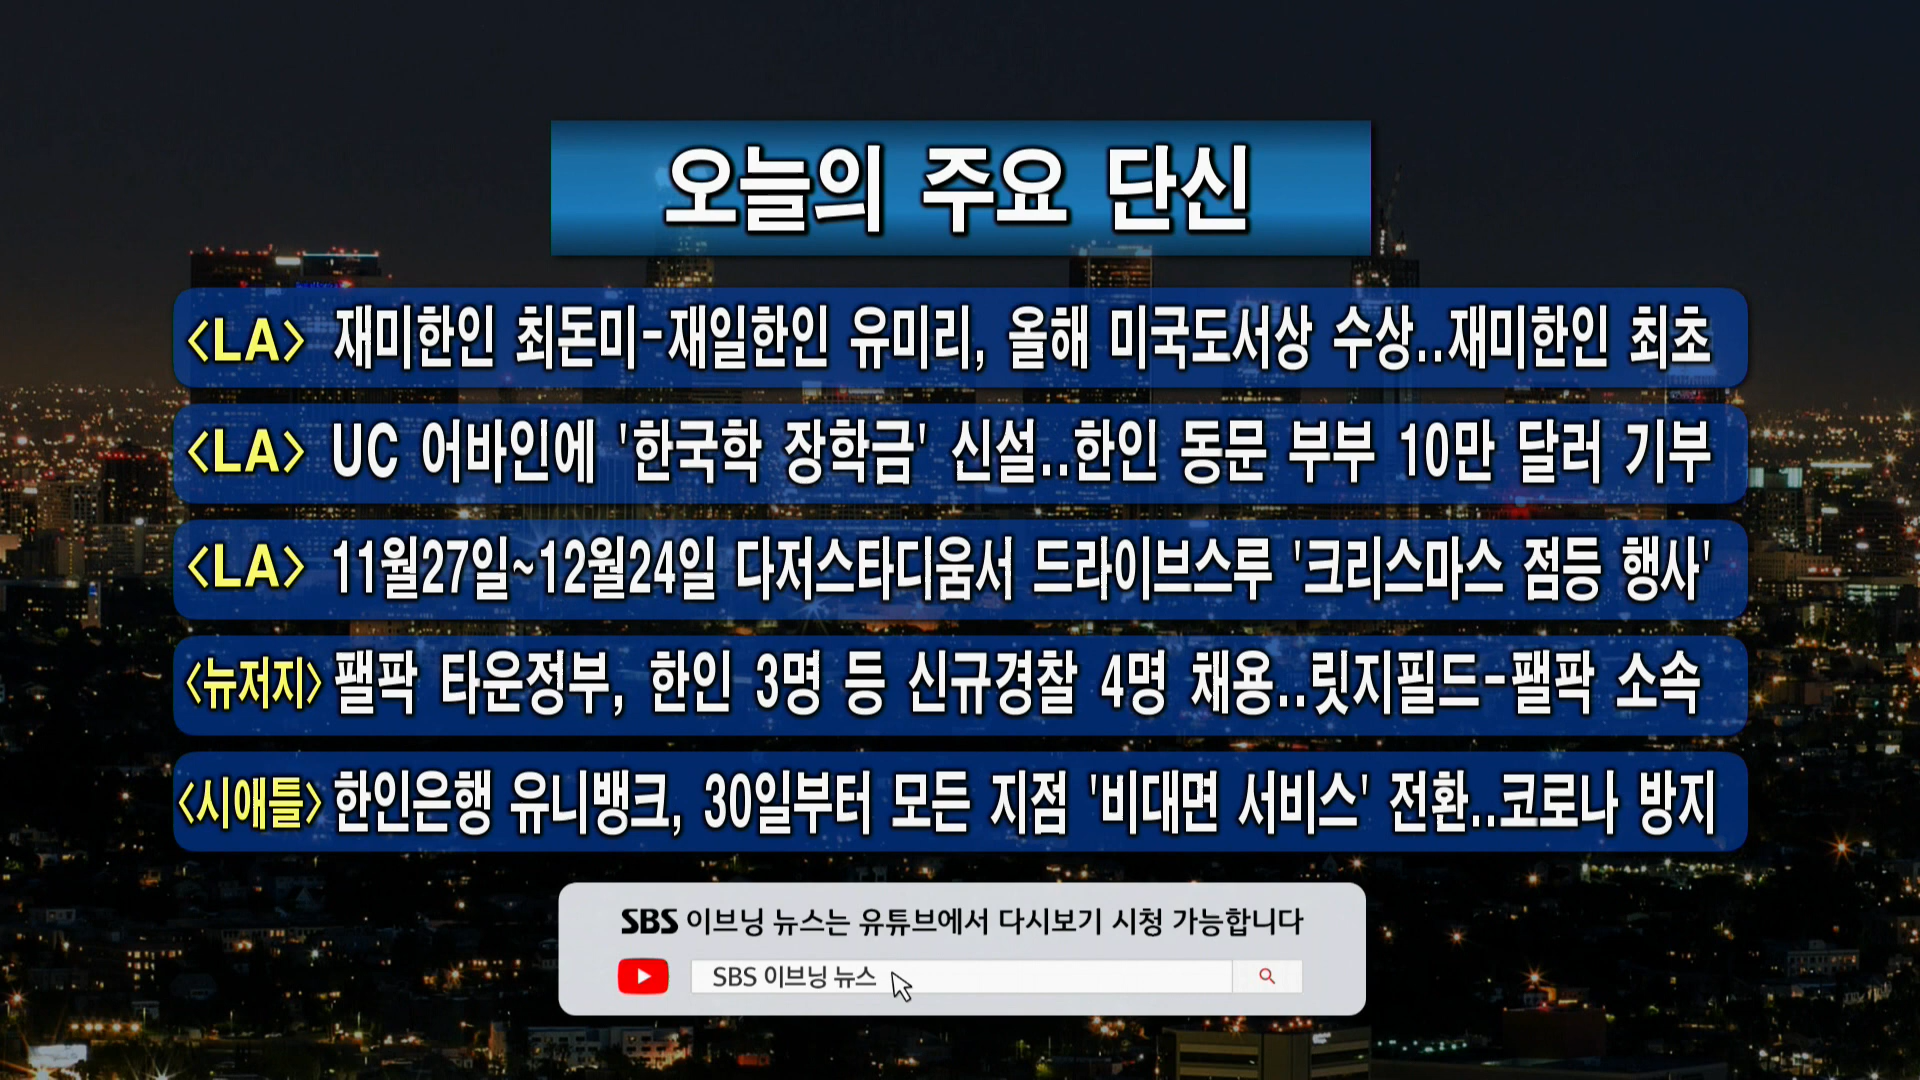 오늘의 주요 단신
<LA> 재미한인 최돈미-재일한인 유미리, 올해 미국도서상 수상..재미한인 최초
<LA> UC 어바인에 '한국학 장학금' 신설..한인 동문 부부 10만 달러 기부
<LA> 11월27일~12월24일 다저스타디움서 드라이브스루 '크리스마스 점등 행사'
<뉴저지> 팰팍 타운정부, 한인 3명 등 신규경찰 4명 채용..릿지필드-팰팍 소속
<시애틀> 한인은행 유니뱅크, 30일부터 모든 지점 '비대면 서비스' 전환..코로나 방지
SBS 이브닝 뉴스는 유튜브에서 다시보기 시청 가능합니다
SBS 이브닝 뉴스